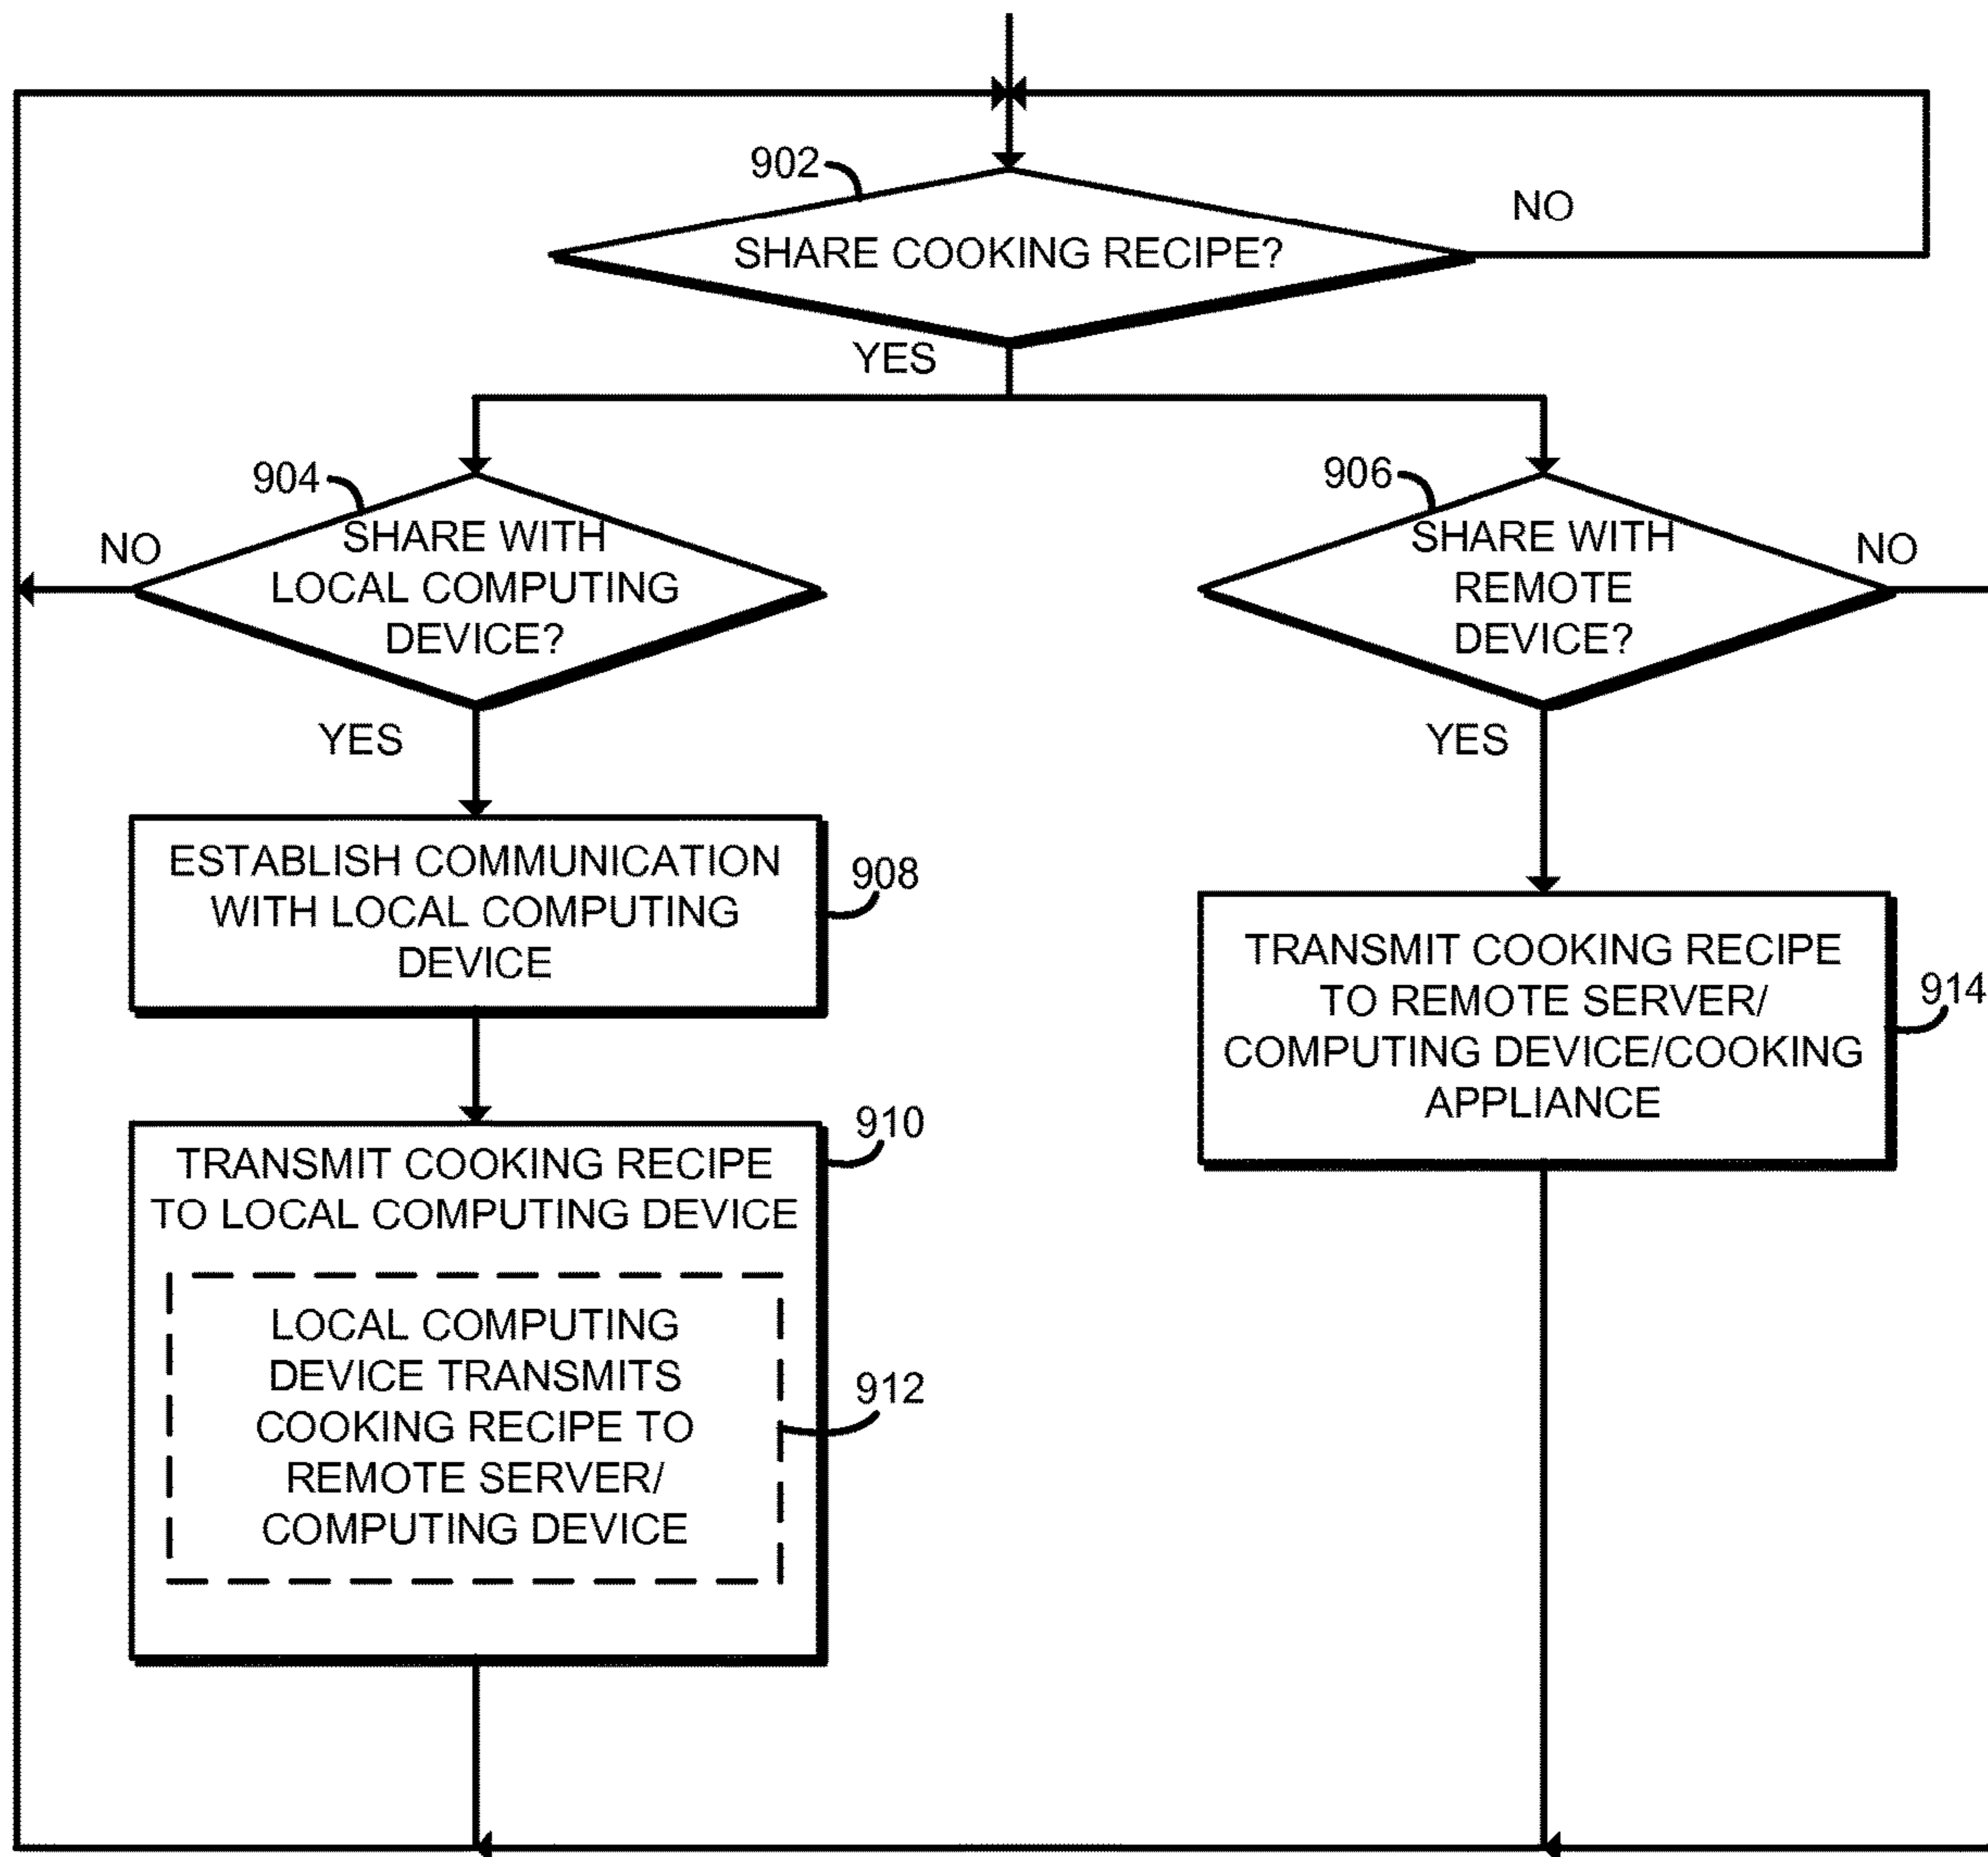 902
NO
SHARE COOKING RECIPE?
YES
904
906
NO
SHARE WITH
LOCAL COMPUTING
DEVICE?
SHARE WITH
REMOTE
DEVICE?
NO
YES
YES
ESTABLISH COMMUNICATION
WITH LOCAL COMPUTING
DEVICE
908
TRANSMIT COOKING RECIPE
TO REMOTE SERVER/
COMPUTING DEVICE/COOKING
APPLIANCE
914
910
TRANSMIT COOKING RECIPE
TO LOCAL COMPUTING DEVICE
LOCAL COMPUTING
DEVICE TRANSMITS
COOKING RECIPE TO
REMOTE SERVER/
COMPUTING DEVICE
912